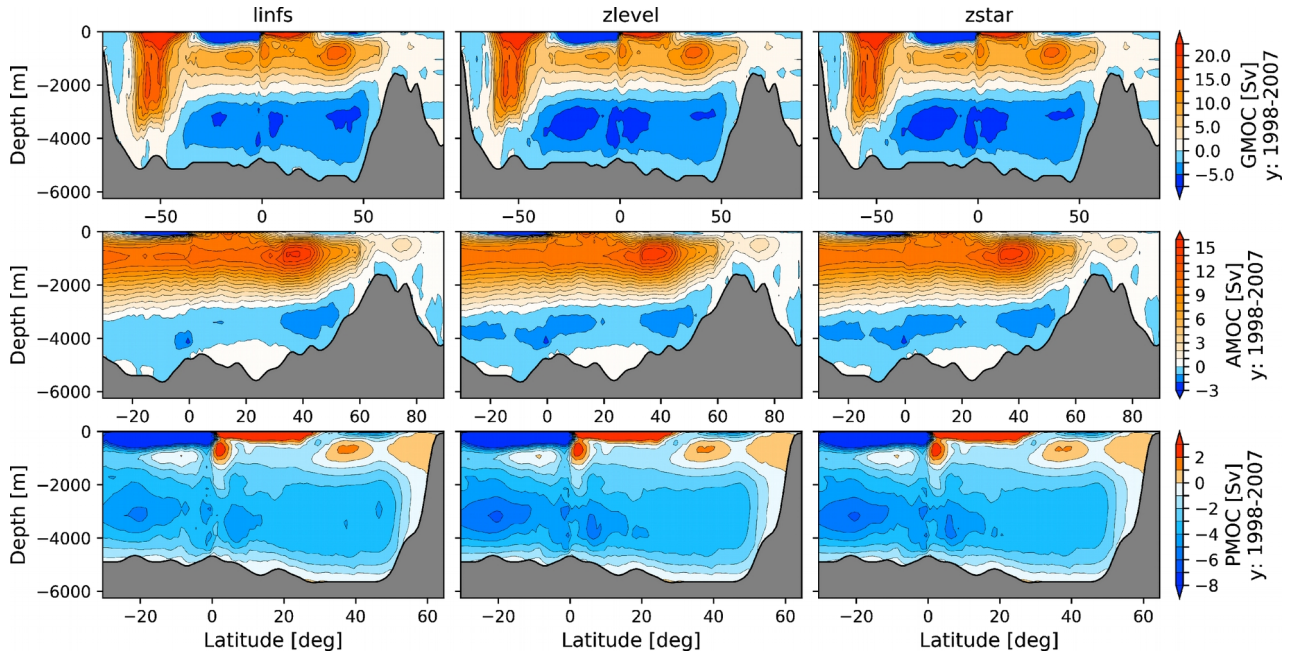 linfs zlevel zstar
0
−2000
−4000
−6000
Depth [m]
−50 0 50
−50 0 50
−50 0 50
20.0
15.0
10.0
5.0
0.0
−5.0
GMOC [Sv]
y: 1998-2007
0
−2000
−4000
−6000
Depth [m]
−20 0 20 40 60 80
−20 0 20 40 60 80
−20 0 20 40 60 80
15
12
9
6
3
0
−3
AMOC [Sv]
y: 1998-2007
0
−2000
−4000
−6000
Depth [m]
−20 0 20 40 60
−20 0 20 40 60
−20 0 20 40 60
2
0
−2
−4
−6
−8
PMOC [Sv]
y: 1998-2007
Latitude [deg] Latitude [deg] Latitude [deg]